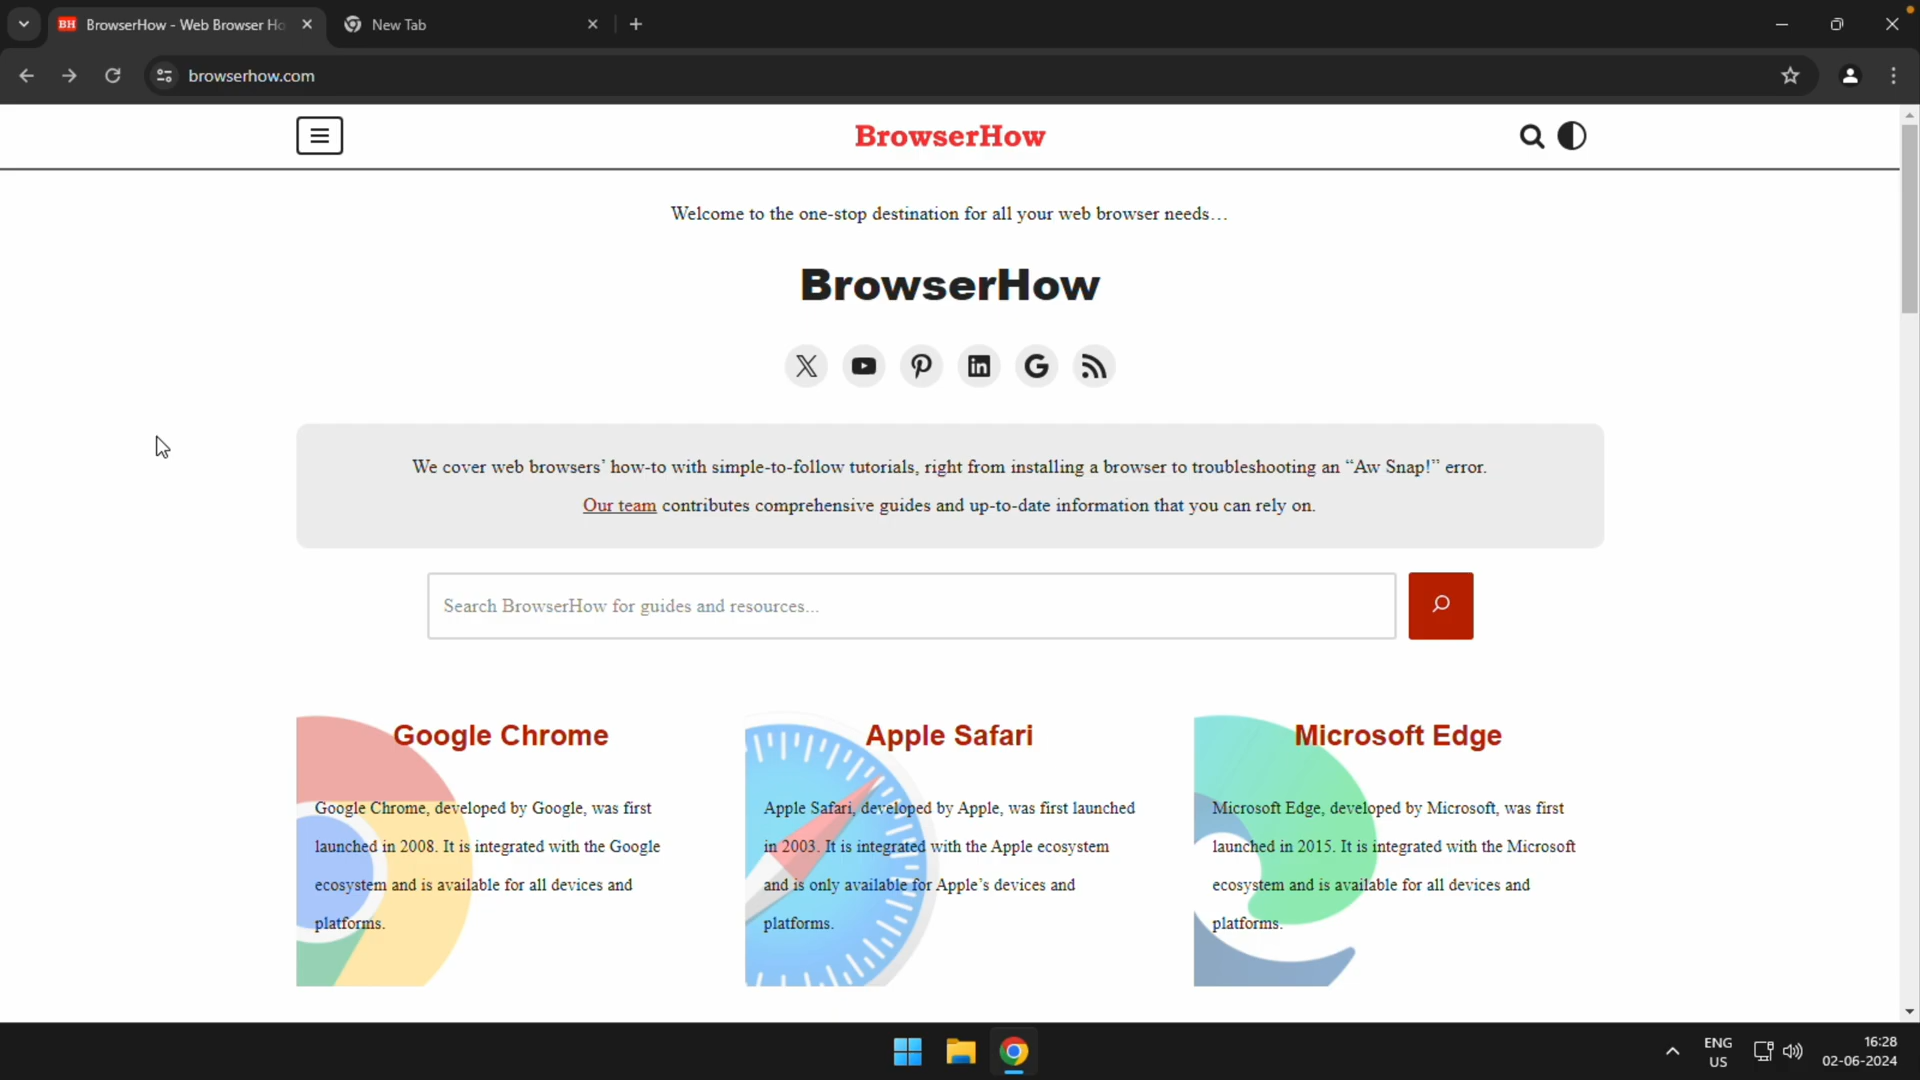 BH BrowserHow - Web Browser Ho
New Tab
browserhow.com
BrowserHow
Welcome to the one-stop destination for all your web browser needs…
BrowserHow
We cover web browsers’ how-to with simple-to-follow tutorials, right from installing a browser to troubleshooting an “Aw Snap!” error.
Our team contributes comprehensive guides and up-to-date information that you can rely on.
Search BrowserHow for guides and resources...
Google Chrome
Google Chrome, developed by Google, was first
launched in 2008. It is integrated with the Google
ecosystem and is available for all devices and
platforms.
Apple Safari
Apple Safari, developed by Apple, was first launched
in 2003. It is integrated with the Apple ecosystem
and is only available for Apple’s devices and
platforms.
Microsoft Edge
Microsoft Edge, developed by Microsoft, was first
launched in 2015. It is integrated with the Microsoft
ecosystem and is available for all devices and
platforms.
ENG
US
16:28
02-06-2024